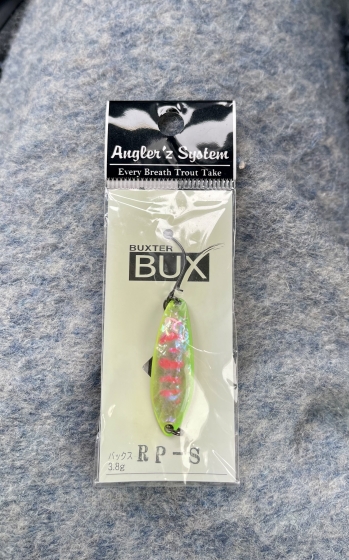 Angler'z System
Every Breath Trout Take
BUXTER
BUX
バックス RP-S
3.8g